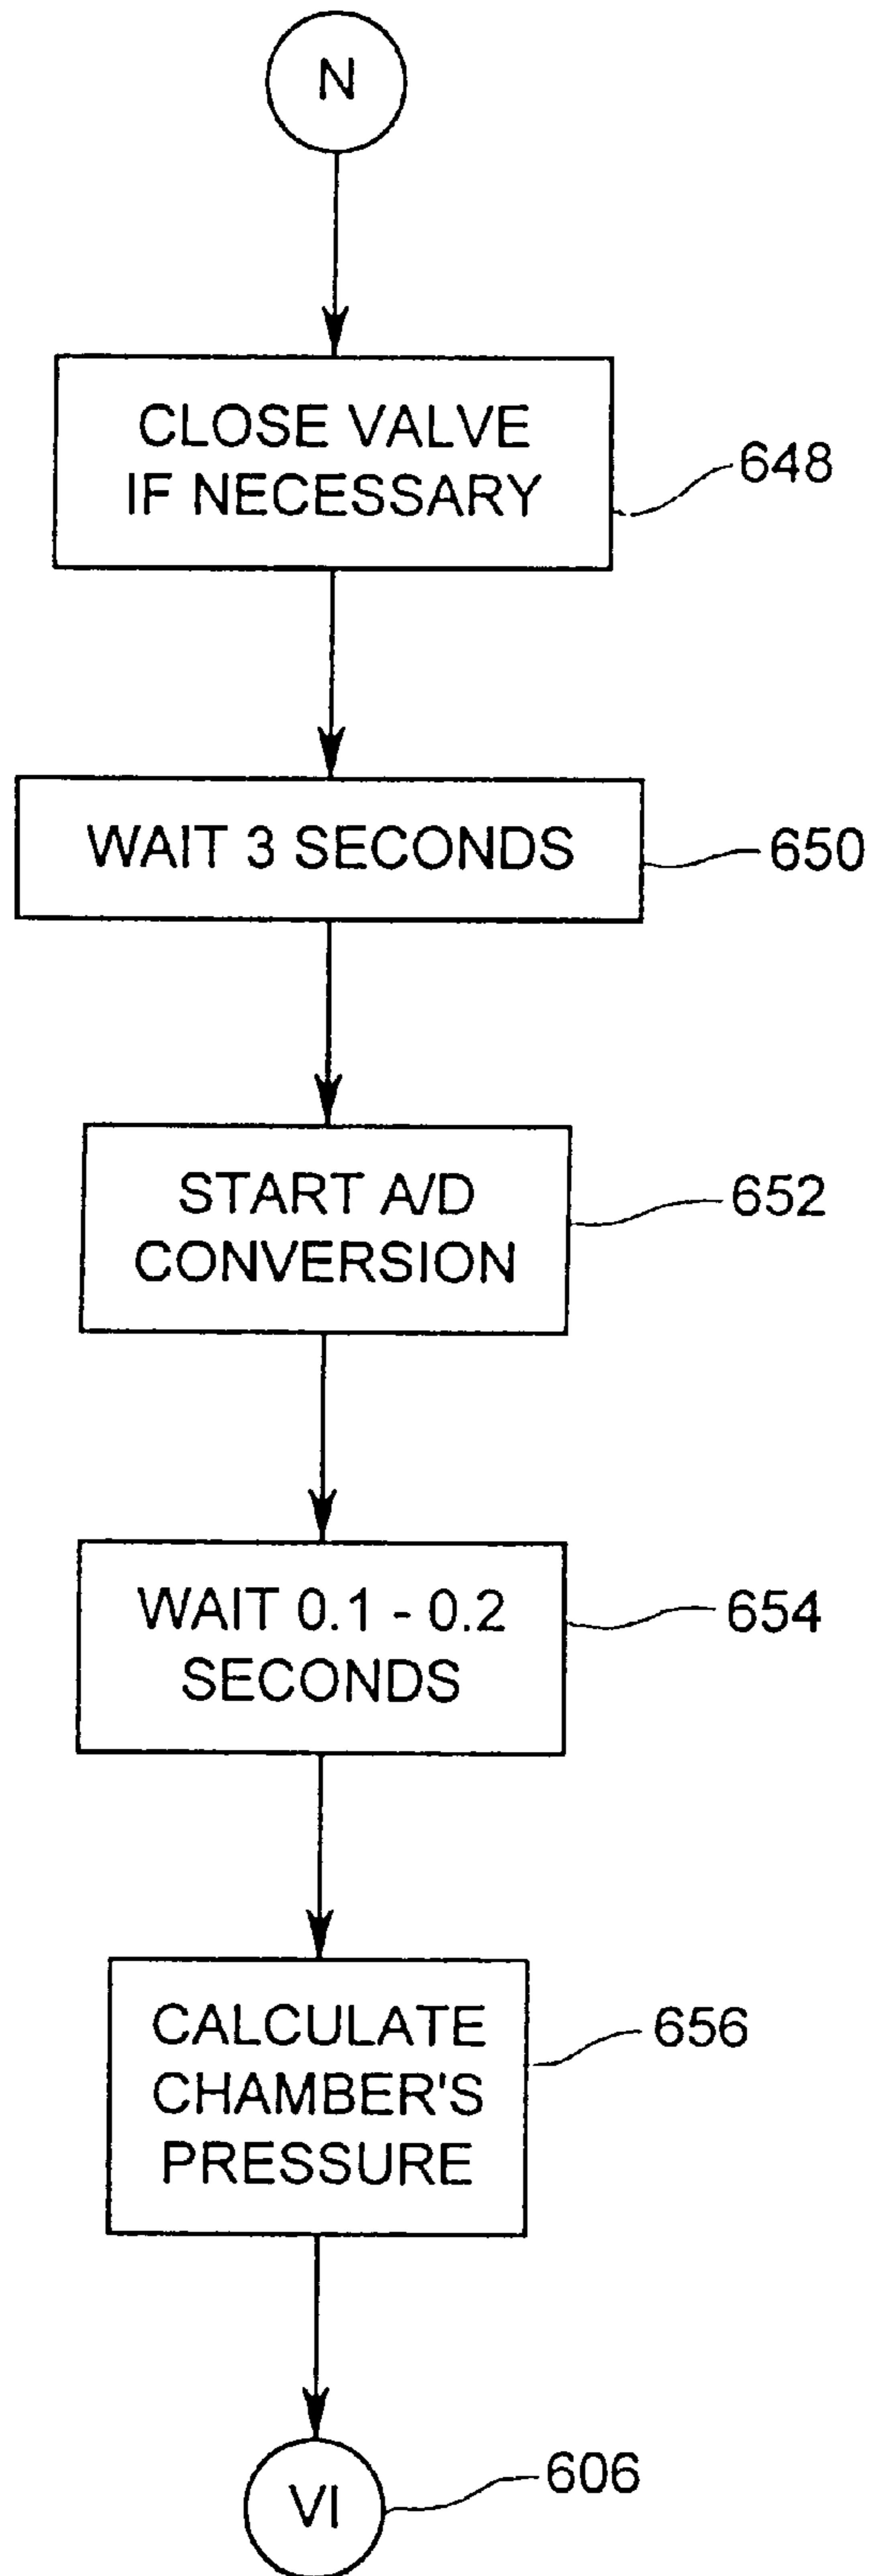 N
CLOSE VALVE
IF NECESSARY
648
WAIT 3 SECONDS
650
START A/D
CONVERSION
652
WAIT 0.1 - 0.2
SECONDS
654
CALCULATE
CHAMBER'S
PRESSURE
656
VI
606